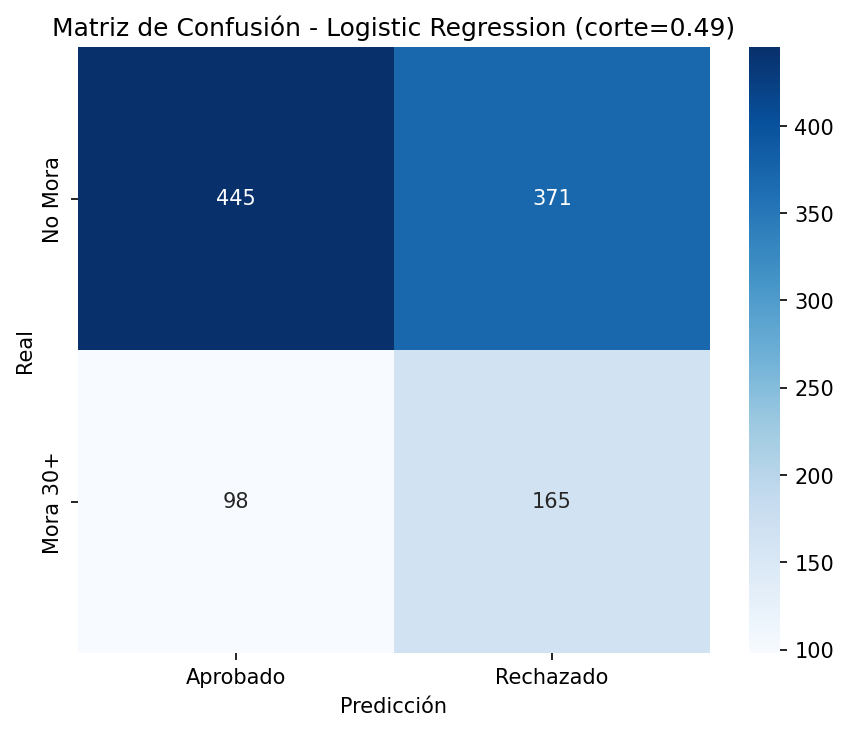 Matriz de Confusión - Logistic Regression (corte=0.49)
No Mora
445
371
400
350
300
250
200
150
100
Real
Mora 30+
98
165
Aprobado
Rechazado
Predicción